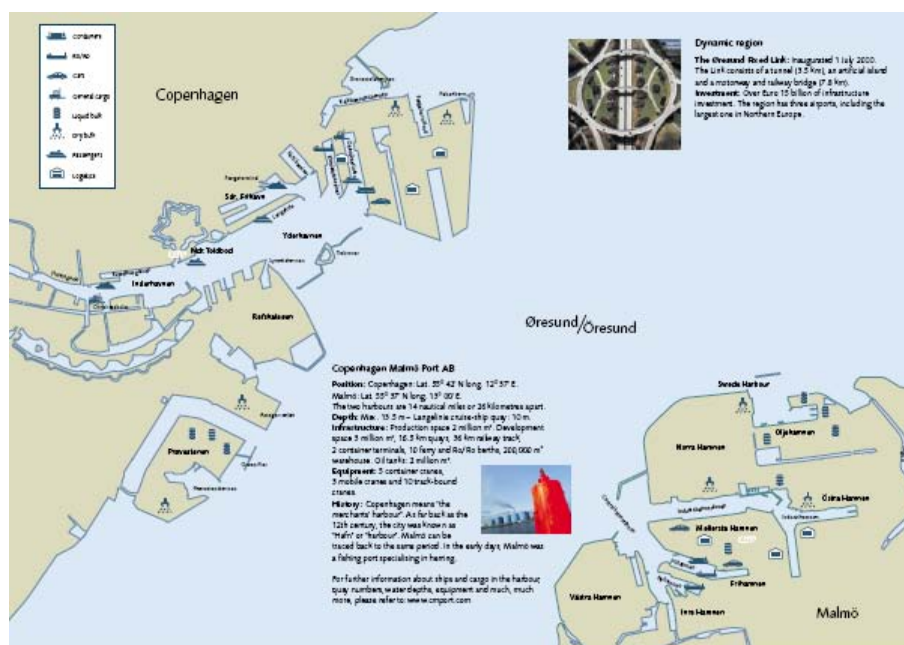 Containers
Ro/Ro
Cars
General cargo
Liquid bulk
Dry bulk
Passengers
Logistics
Copenhagen
Dynamic region
The Øresund Fixed Link: Inaugurated 1 July 2000.
The Link consists of a tunnel (3.5 km), an artificial island
and a motorway and railway bridge (7.8 km).
Investment: Over Euro 15 billion of infrastructure
investment. The region has three airports, including the
largest one in Northern Europe.
Sdr. Frihavn
Langelinie
Yderhavnen
Ndr. Toldbod
Inderhavnen
Refshaleøen
Prøvestenen
Øresund/Öresund
Copenhagen Malmö Port AB
Position: Copenhagen: Lat. 55° 42' N long. 12° 37' E.
Malmö: Lat. 55° 37' N long. 13° 00' E.
The two harbours are 14 nautical miles or 26 kilometres apart.
Depth: Max. 13.5 m – Langelinie cruise-ship quay: 10 m.
Infrastructure: Production space 2 million m². Development
space 3 million m², 16.5 km quays, 36 km railway track,
2 container terminals, 10 ferry and Ro/Ro berths, 200,000 m²
warehouse. Oil tanks: 2 million m³.
Equipment: 5 container cranes,
3 mobile cranes and 10 track-bound
cranes.
History: Copenhagen means "the
merchants' harbour". As far back as the
12th century, the city was known as
"Hafn" or "harbour". Malmö can be
traced back to the same period. In the early days, Malmö was
a fishing port specialising in herring.
For further information about ships and cargo in the harbour,
quay numbers, water depths, equipment and much, much
more, please refer to: www.cmport.com
Swede Harbour
Oljehamnen
Norra Hamnen
Östra Hamnen
Mellersta Hamnen
Frihamnen
Västra Hamnen
Inre Hamnen
Malmö